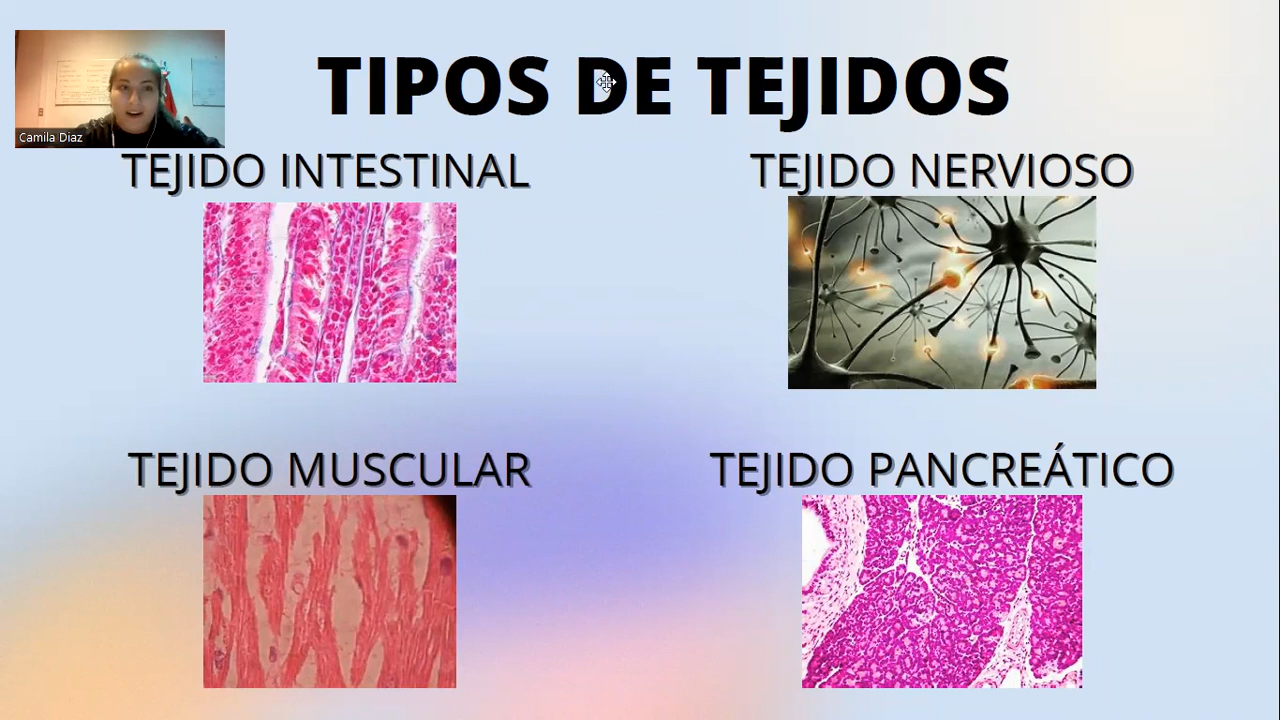 TIPOS DE TEJIDOS
Camila Diaz
TEJIDO INTESTINAL
TEJIDO NERVIOSO
TEJIDO MUSCULAR
TEJIDO PANCREÁTICO